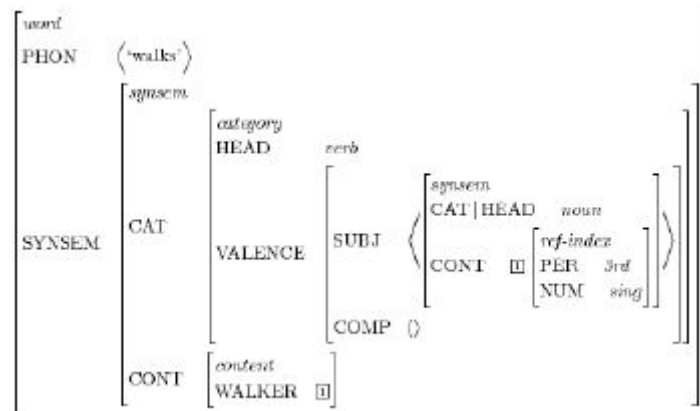 word
PHON ⟨'walks'⟩
synsem
category
HEAD verb
synsem
CAT|HEAD noun
CAT
SUBJ
ref-index
SYNSEM
VALENCE
CONT 1 PER 3rd
NUM sing
COMP ⟨⟩
content
CONT
WALKER 1